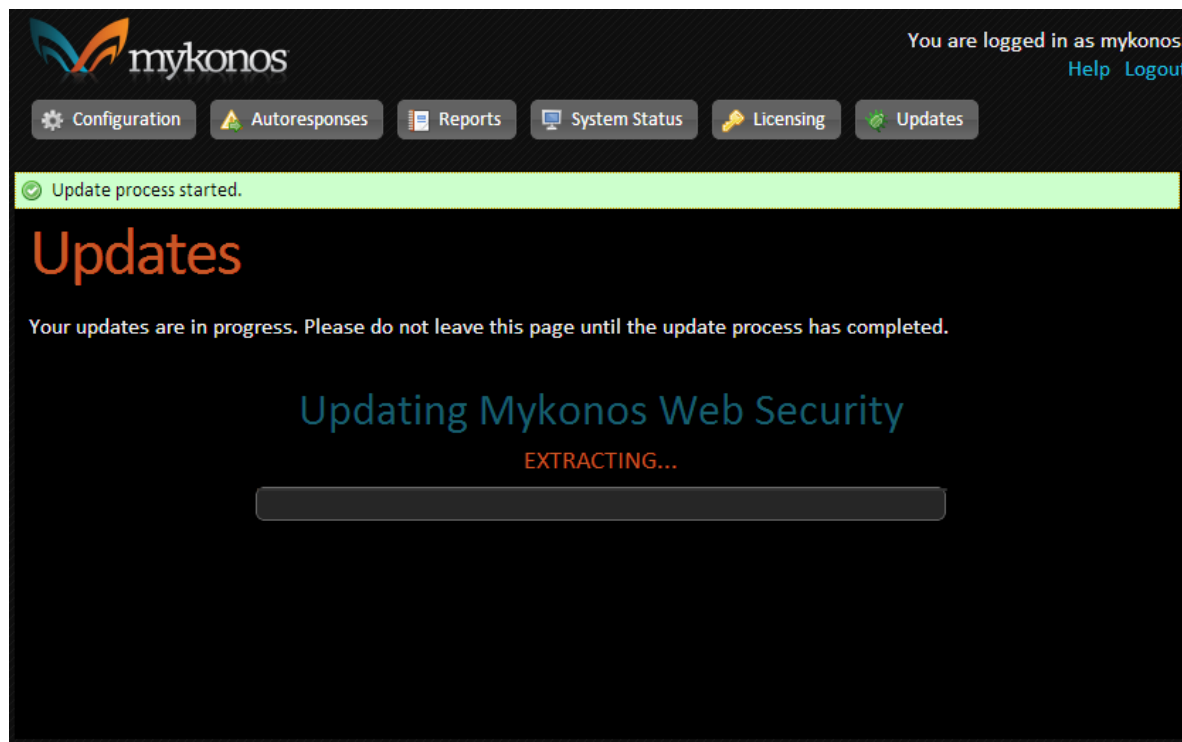 mykonos
You are logged in as mykonos
Help Logout
Configuration Autoresponses Reports System Status Licensing Updates
Update process started.
Updates
Your updates are in progress. Please do not leave this page until the update process has completed.
Updating Mykonos Web Security
EXTRACTING...